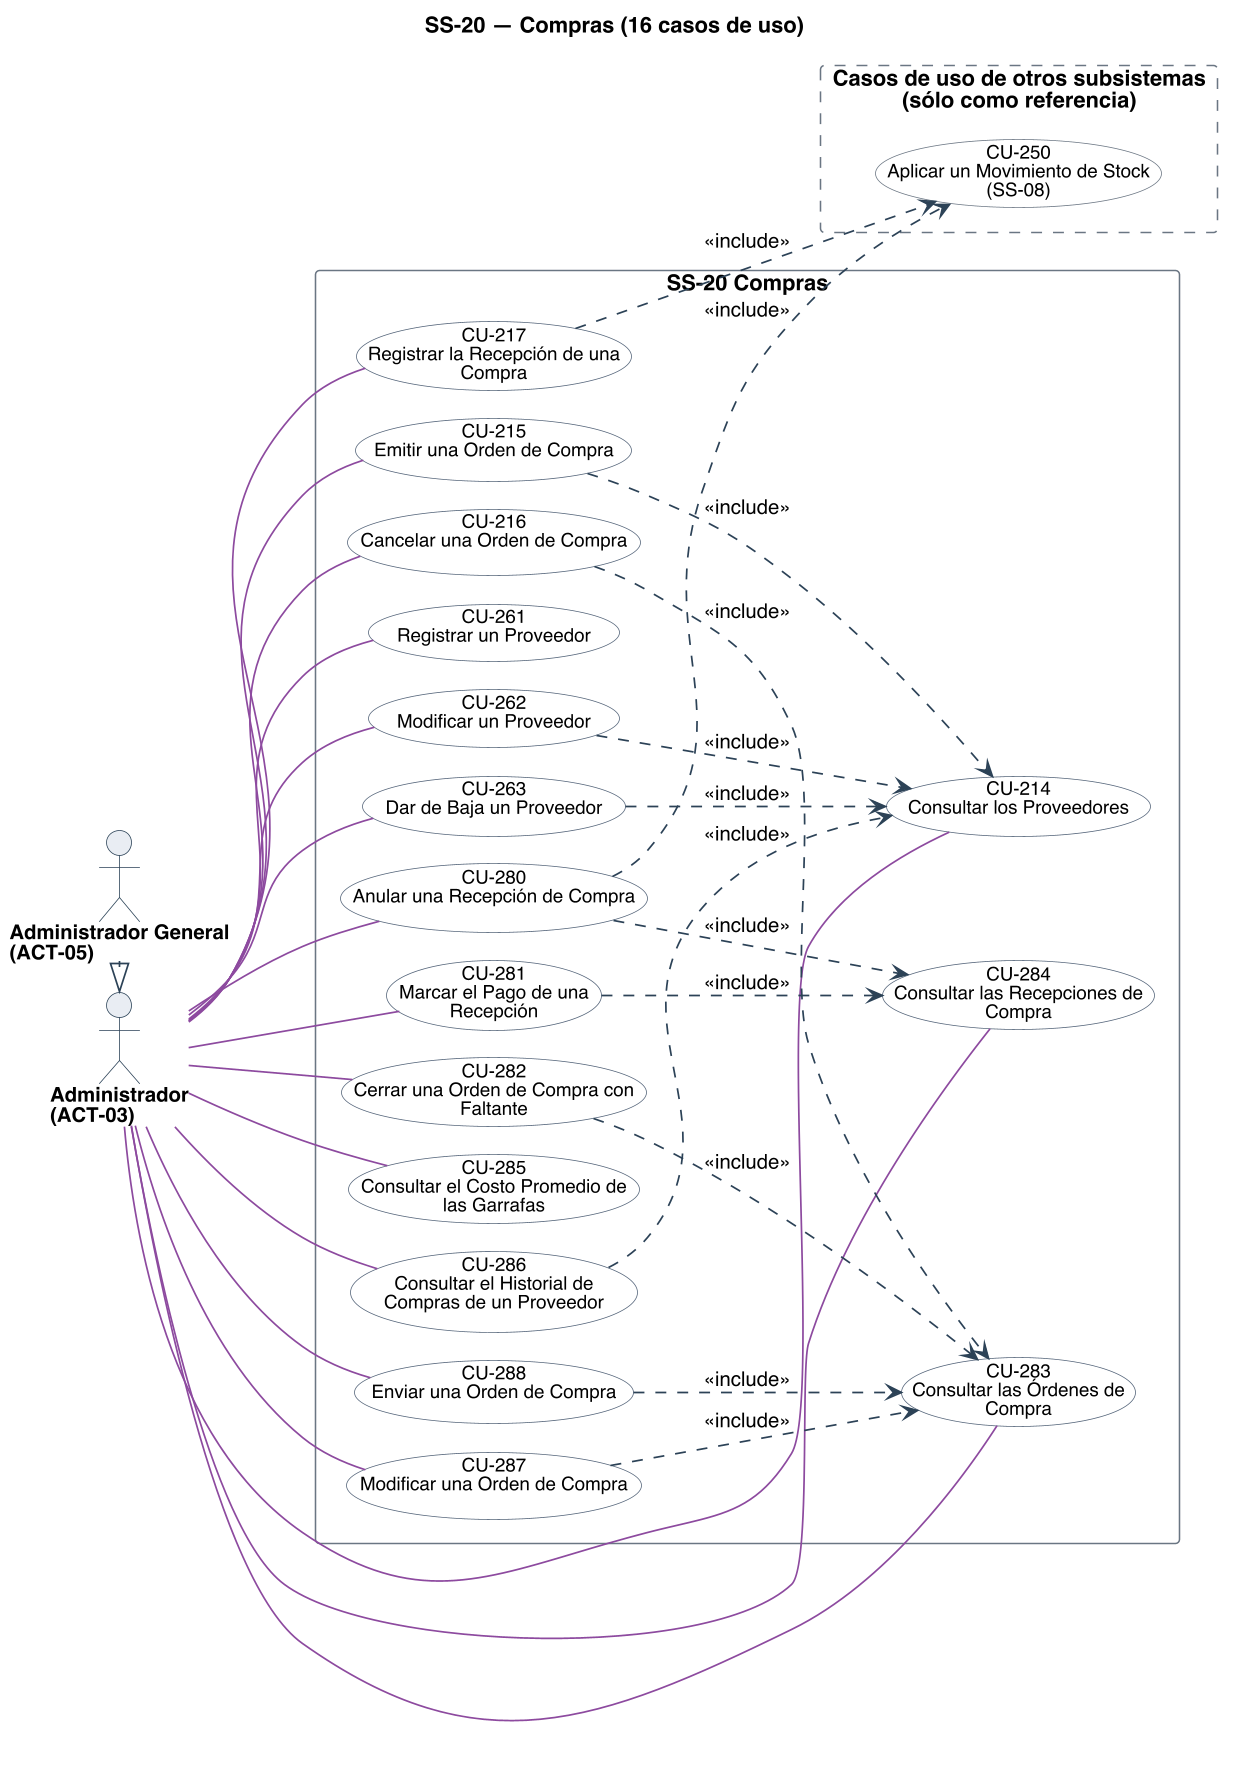 SS-20 — Compras (16 casos de uso)
Casos de uso de otros subsistemas
(sólo como referencia)
CU-250
Aplicar un Movimiento de Stock
(SS-08)
«include»
SS-20 Compras
«include»
CU-217
Registrar la Recepción de una
Compra
CU-215
Emitir una Orden de Compra
«include»
CU-216
Cancelar una Orden de Compra
«include»
CU-261
Registrar un Proveedor
CU-262
Modificar un Proveedor
«include»
CU-263
Dar de Baja un Proveedor
«include»
CU-214
Consultar los Proveedores
«include»
CU-280
Anular una Recepción de Compra
«include»
Administrador General
(ACT-05)
CU-281
Marcar el Pago de una
Recepción
«include»
CU-284
Consultar las Recepciones de
Compra
Administrador
(ACT-03)
CU-282
Cerrar una Orden de Compra con
Faltante
«include»
CU-285
Consultar el Costo Promedio de
las Garrafas
CU-286
Consultar el Historial de
Compras de un Proveedor
CU-288
Enviar una Orden de Compra
«include»
CU-283
Consultar las Órdenes de
Compra
«include»
CU-287
Modificar una Orden de Compra